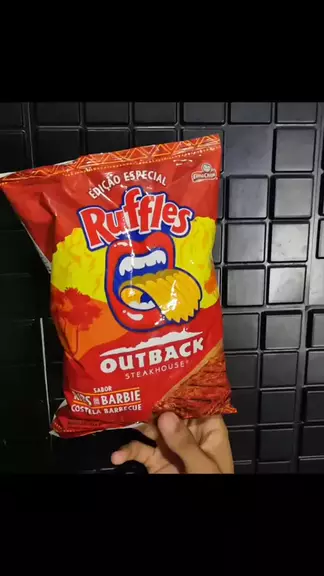 EDIÇÃO ESPECIAL
Ruffles
OUTBACK
STEAKHOUSE®
SABOR
RIBS ON THE BARBIE
COSTELA BARBECUE